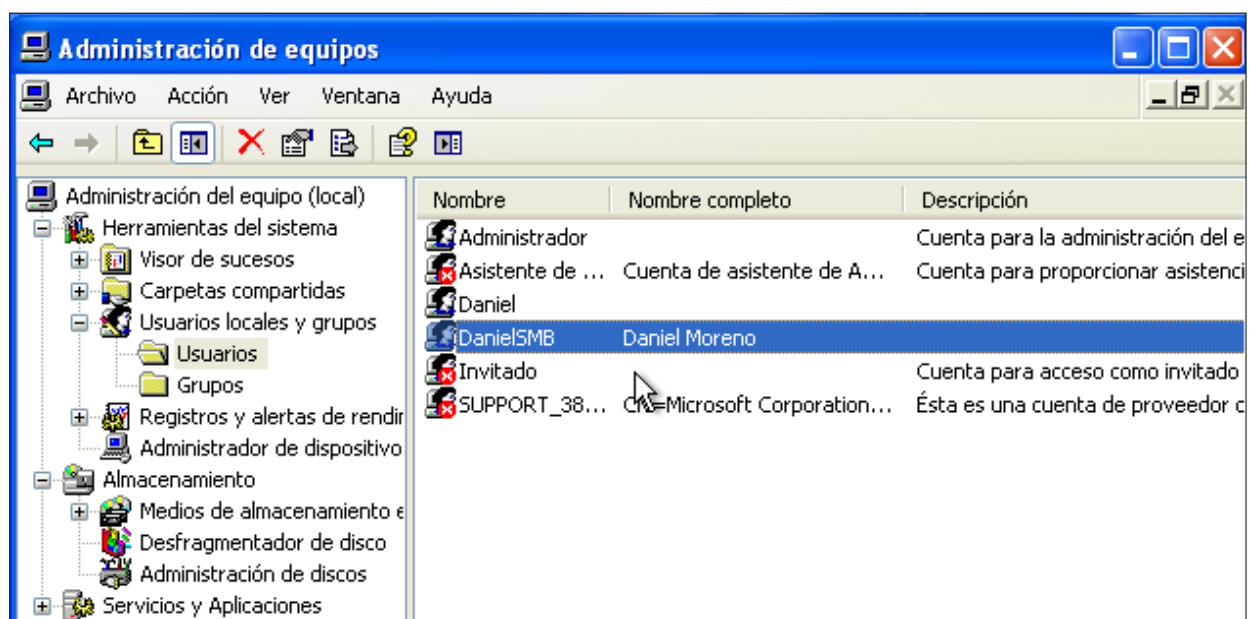 Administración de equipos
Archivo Acción Ver Ventana Ayuda
Administración del equipo (local)
Herramientas del sistema
Visor de sucesos
Carpetas compartidas
Usuarios locales y grupos
Usuarios
Grupos
Registros y alertas de rendir
Administrador de dispositivo
Almacenamiento
Medios de almacenamiento e
Desfragmentador de disco
Administración de discos
Servicios y Aplicaciones
Nombre Nombre completo Descripción
Administrador Cuenta para la administración del e
Asistente de ... Cuenta de asistente de A... Cuenta para proporcionar asistenci
Daniel
DanielSMB Daniel Moreno
Invitado Cuenta para acceso como invitado
SUPPORT_38... CN=Microsoft Corporation... Ésta es una cuenta de proveedor c